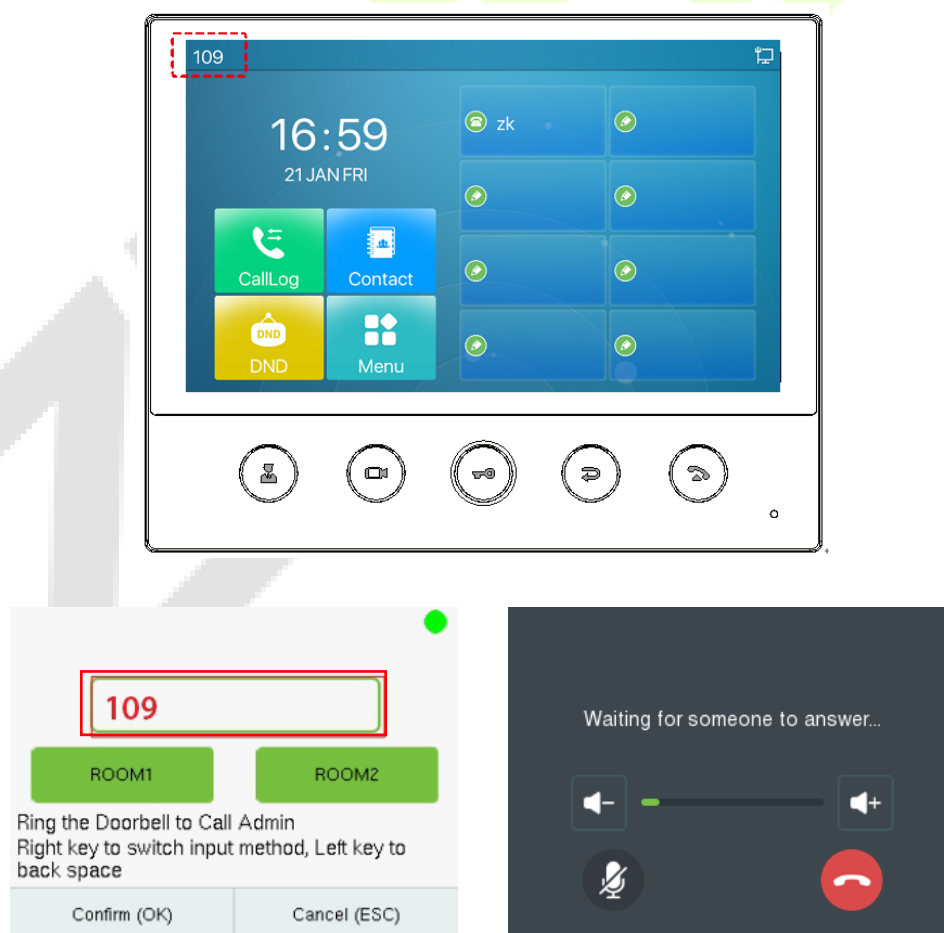 109
16:59
zk
21 JAN FRI
CallLog
Contact
DND
DND
Menu
109
ROOM1
ROOM2
Ring the Doorbell to Call Admin
Right key to switch input method, Left key to
back space
Confirm (OK)
Cancel (ESC)
Waiting for someone to answer...